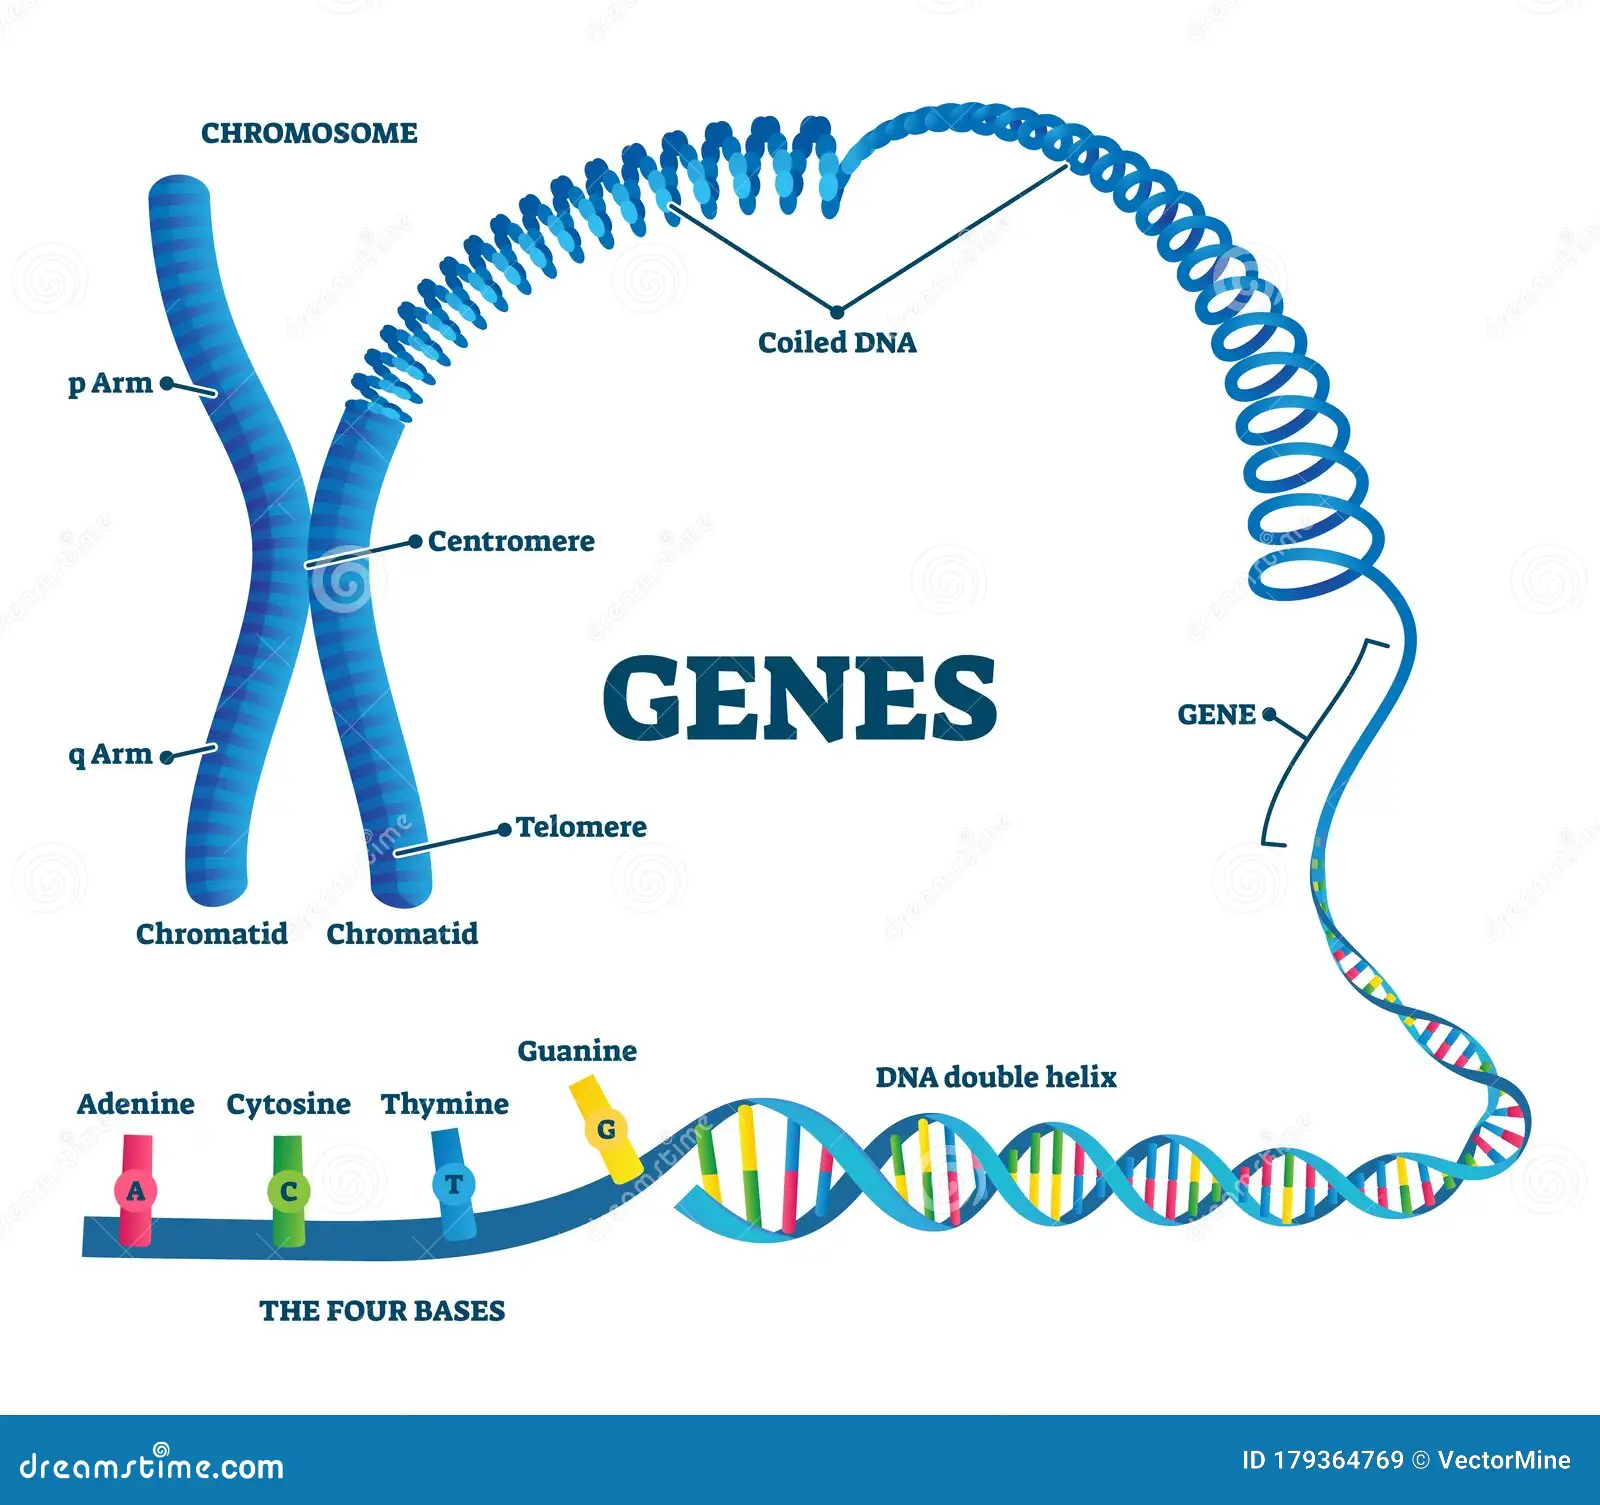 CHROMOSOME
p Arm
Coiled DNA
Centromere
GENES
GENE
q Arm
Telomere
Chromatid Chromatid
Guanine
DNA double helix
Adenine Cytosine Thymine
G
A
C
T
THE FOUR BASES
dreamstime.com
ID 179364769 © VectorMine